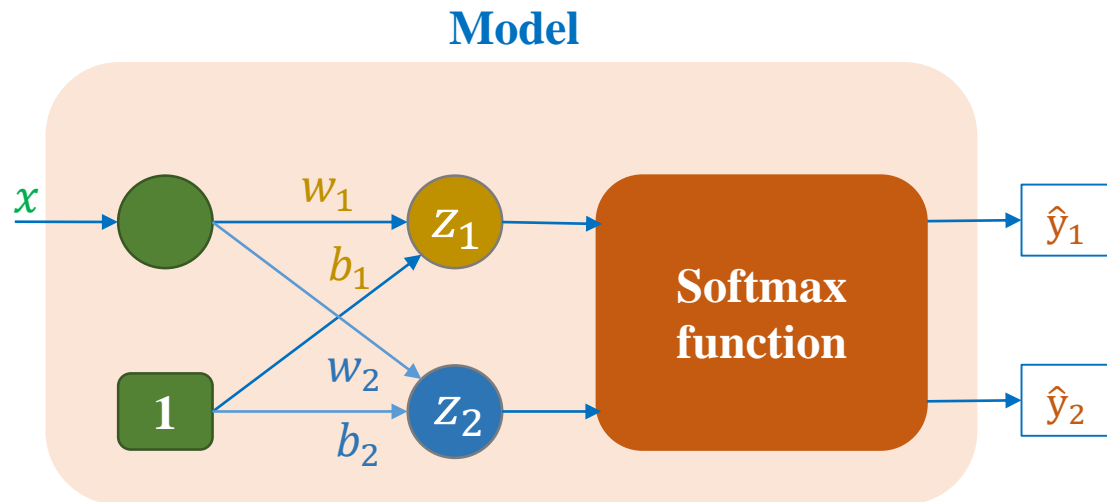 Model
x
w₁
z₁
ŷ₁
b₁
Softmax
function
w₂
1
z₂
ŷ₂
b₂